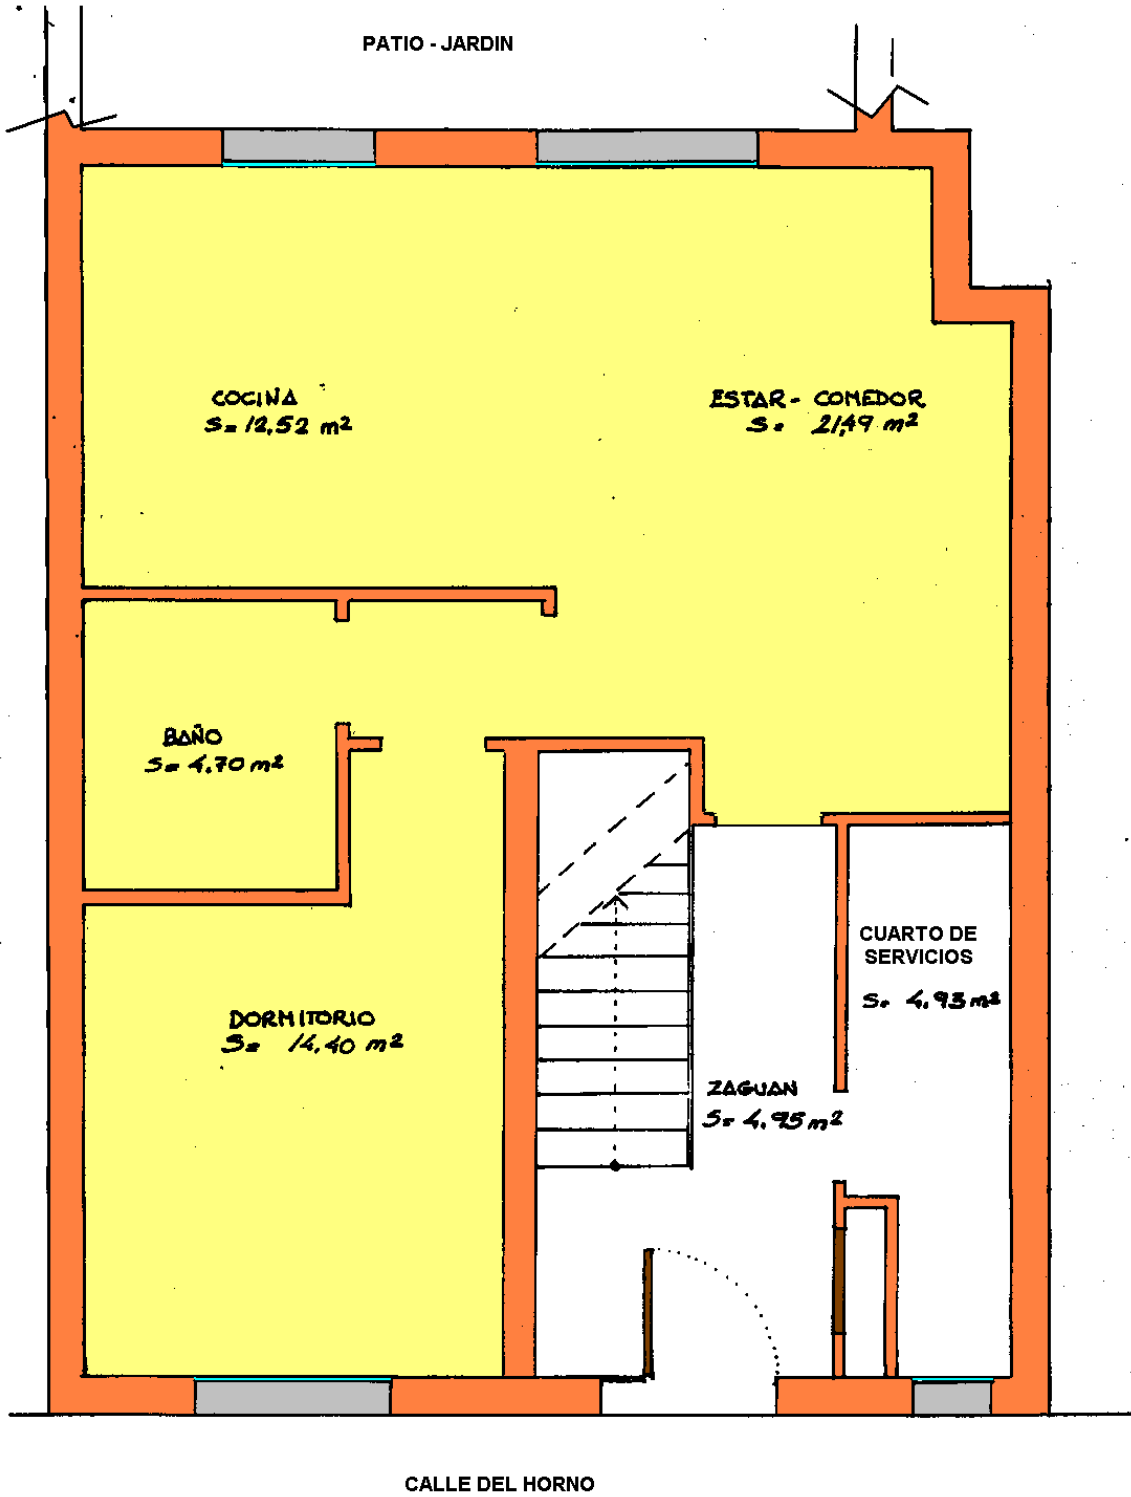 PATIO - JARDIN
COCINA
S= 12,52 m²
ESTAR - COMEDOR
S= 21,49 m²
BAÑO
S= 4.70 m²
CUARTO DE
SERVICIOS
S= 4.93 m²
DORMITORIO
S= 14.40 m²
ZAGUAN
S= 4.95 m²
CALLE DEL HORNO